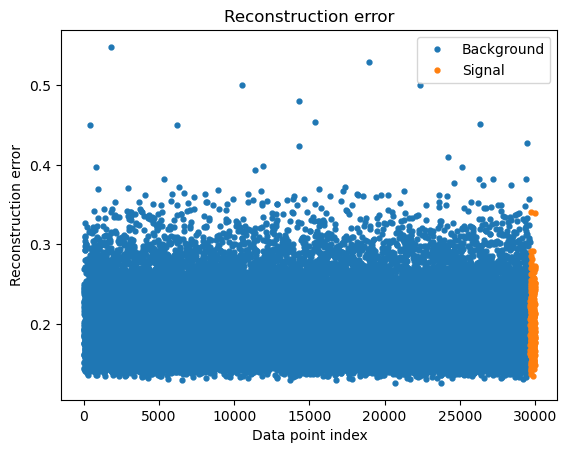 Reconstruction error
Background
Signal
0.5
0.4
0.3
0.2
Reconstruction error
0
5000
10000
15000
20000
25000
30000
Data point index